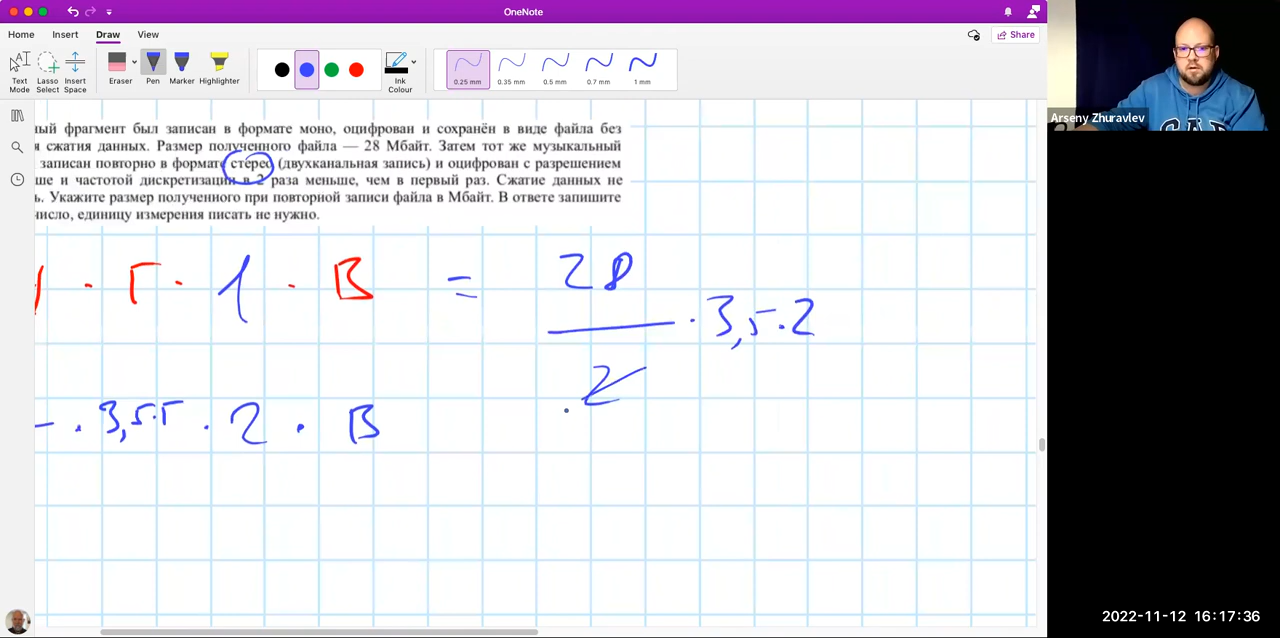 OneNote
Home Insert Draw View
Share
Text Mode
Lasso Select
Insert Space
Eraser
Pen
Marker
Highlighter
Ink Colour
0.25 mm
0.35 mm
0.5 mm
0.7 mm
1 mm
Arseny Zhuravlev
ый фрагмент был записан в формате моно, оцифрован и сохранён в виде файла без
я сжатия данных. Размер полученного файла — 28 Мбайт. Затем тот же музыкальный
записан повторно в формате стерео (двухканальная запись) и оцифрован с разрешением
ше и частотой дискретизации в 2 раза меньше, чем в первый раз. Сжатие данных не
ь. Укажите размер полученного при повторной записи файла в Мбайт. В ответе запишите
число, единицу измерения писать не нужно.
· Г · 1 · В = 28
· 3,5 · 2
2
· 3,5 · Г · 2 · В
2022-11-12 16:17:36